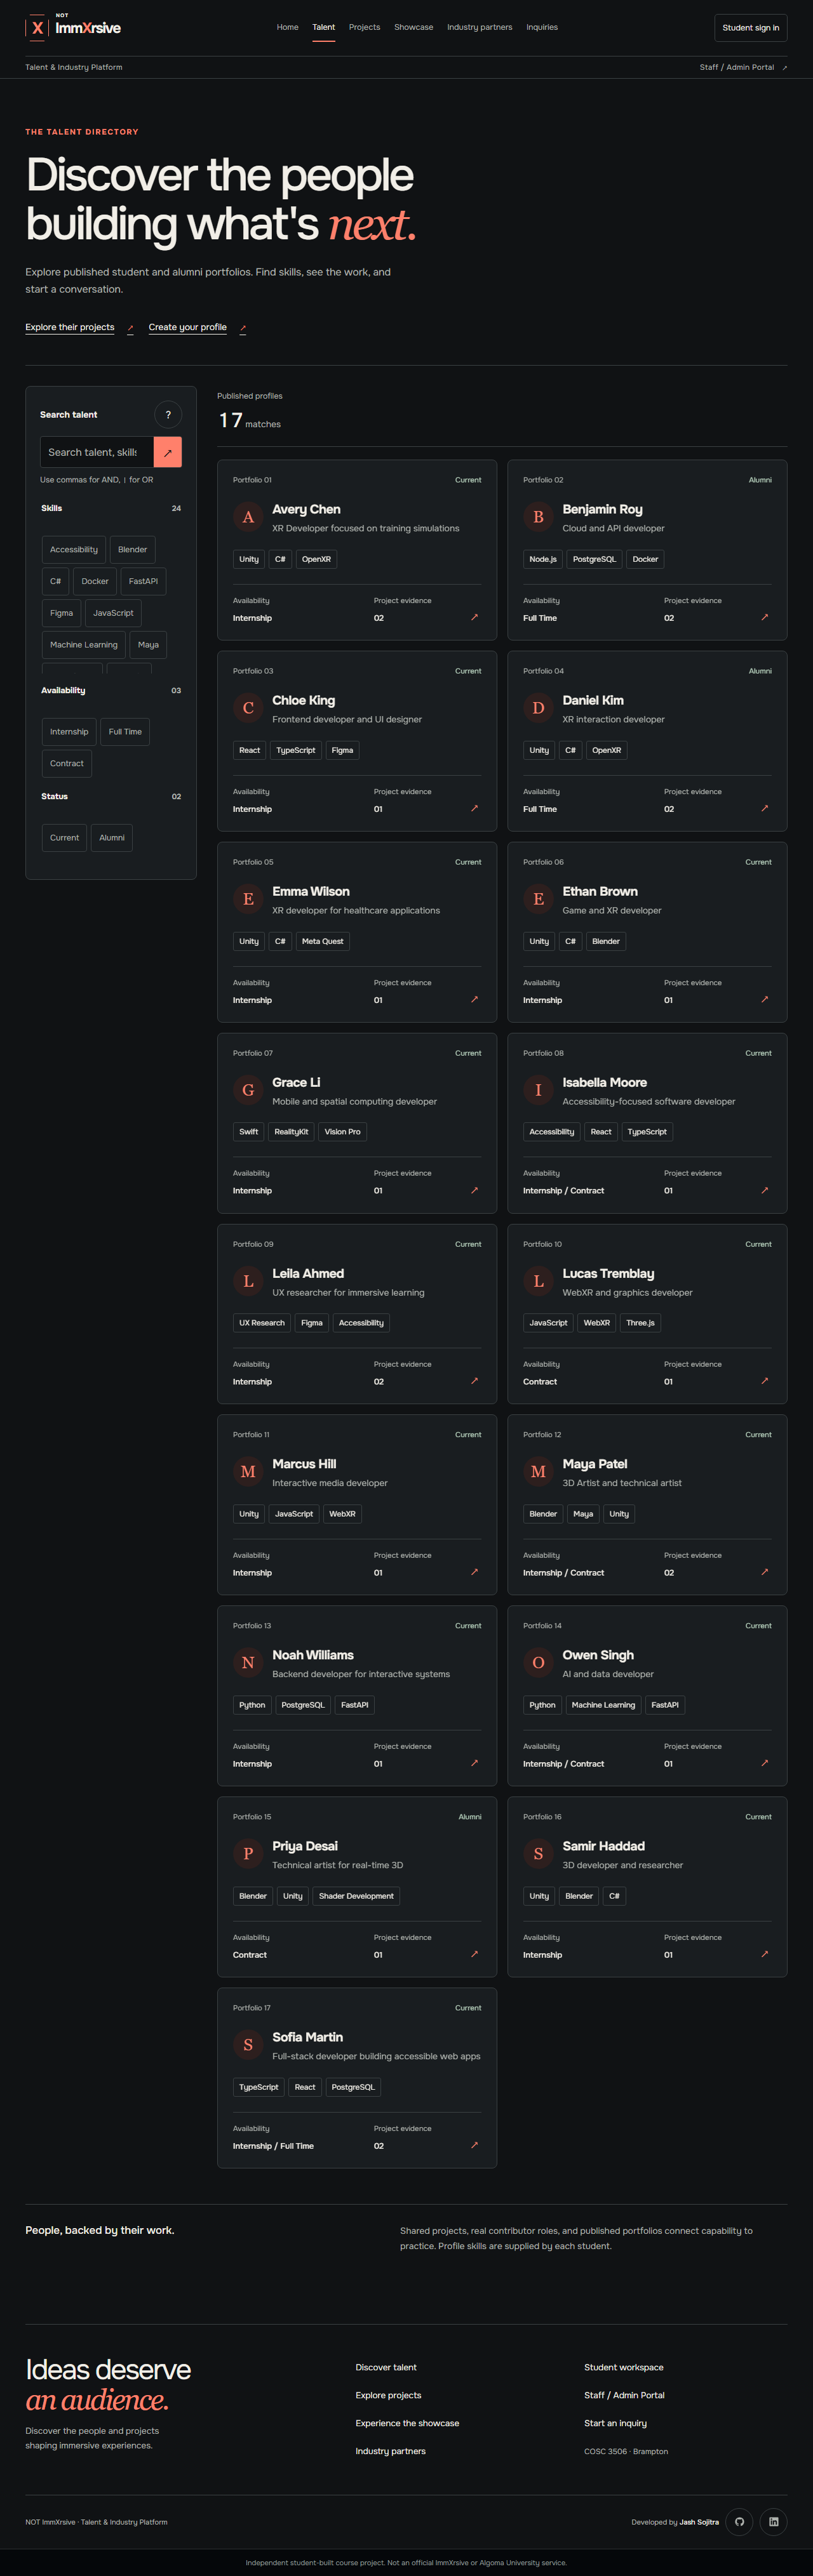 NOT
ImmXrsive
Home Talent Projects Showcase Industry partners Inquiries
Student sign in
Talent & Industry Platform
Staff / Admin Portal ↗
THE TALENT DIRECTORY
Discover the people
building what's next.
Explore published student and alumni portfolios. Find skills, see the work, and
start a conversation.
Explore their projects ↗ Create your profile ↗
Search talent ?
Search talent, skills
↗
Use commas for AND, | for OR
Skills 24
Accessibility Blender
C# Docker FastAPI
Figma JavaScript
Machine Learning Maya
Availability 03
Internship Full Time
Contract
Status 02
Current Alumni
Published profiles
17 matches
Portfolio 01 Current
A
Avery Chen
XR Developer focused on training simulations
Unity C# OpenXR
Availability Project evidence
Internship 02 ↗
Portfolio 02 Alumni
B
Benjamin Roy
Cloud and API developer
Node.js PostgreSQL Docker
Availability Project evidence
Full Time 02 ↗
Portfolio 03 Current
C
Chloe King
Frontend developer and UI designer
React TypeScript Figma
Availability Project evidence
Internship 01 ↗
Portfolio 04 Alumni
D
Daniel Kim
XR interaction developer
Unity C# OpenXR
Availability Project evidence
Full Time 02 ↗
Portfolio 05 Current
E
Emma Wilson
XR developer for healthcare applications
Unity C# Meta Quest
Availability Project evidence
Internship 01 ↗
Portfolio 06 Current
E
Ethan Brown
Game and XR developer
Unity C# Blender
Availability Project evidence
Internship 01 ↗
Portfolio 07 Current
G
Grace Li
Mobile and spatial computing developer
Swift RealityKit Vision Pro
Availability Project evidence
Internship 01 ↗
Portfolio 08 Current
I
Isabella Moore
Accessibility-focused software developer
Accessibility React TypeScript
Availability Project evidence
Internship / Contract 01 ↗
Portfolio 09 Current
L
Leila Ahmed
UX researcher for immersive learning
UX Research Figma Accessibility
Availability Project evidence
Internship 02 ↗
Portfolio 10 Current
L
Lucas Tremblay
WebXR and graphics developer
JavaScript WebXR Three.js
Availability Project evidence
Contract 01 ↗
Portfolio 11 Current
M
Marcus Hill
Interactive media developer
Unity JavaScript WebXR
Availability Project evidence
Internship 01 ↗
Portfolio 12 Current
M
Maya Patel
3D Artist and technical artist
Blender Maya Unity
Availability Project evidence
Internship / Contract 02 ↗
Portfolio 13 Current
N
Noah Williams
Backend developer for interactive systems
Python PostgreSQL FastAPI
Availability Project evidence
Internship 01 ↗
Portfolio 14 Current
O
Owen Singh
AI and data developer
Python Machine Learning FastAPI
Availability Project evidence
Internship / Contract 01 ↗
Portfolio 15 Alumni
P
Priya Desai
Technical artist for real-time 3D
Blender Unity Shader Development
Availability Project evidence
Contract 01 ↗
Portfolio 16 Current
S
Samir Haddad
3D developer and researcher
Unity Blender C#
Availability Project evidence
Internship 01 ↗
Portfolio 17 Current
S
Sofia Martin
Full-stack developer building accessible web apps
TypeScript React PostgreSQL
Availability Project evidence
Internship / Full Time 02 ↗
People, backed by their work.
Shared projects, real contributor roles, and published portfolios connect capability to
practice. Profile skills are supplied by each student.
Ideas deserve
an audience.
Discover the people and projects
shaping immersive experiences.
Discover talent
Explore projects
Experience the showcase
Industry partners
Student workspace
Staff / Admin Portal
Start an inquiry
COSC 3506 · Brampton
NOT ImmXrsive · Talent & Industry Platform
Developed by Jash Sojitra
Independent student-built course project. Not an official ImmXrsive or Algoma University service.